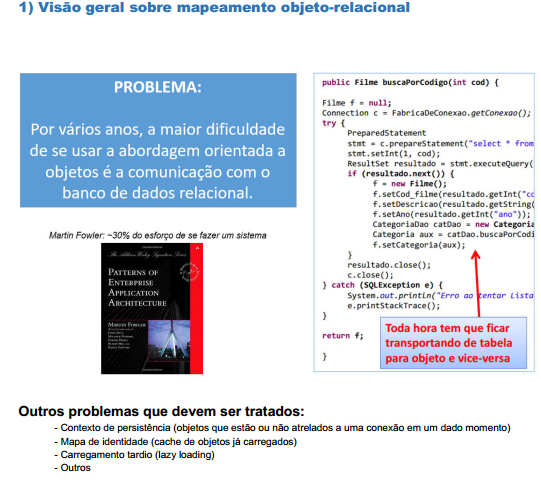 1) Visão geral sobre mapeamento objeto-relacional
PROBLEMA:
Por vários anos, a maior dificuldade
de se usar a abordagem orientada a
objetos é a comunicação com o
banco de dados relacional.
Martin Fowler: ~30% do esforço de se fazer um sistema
The Addison-Wesley Signature Series
PATTERNS OF
ENTERPRISE
APPLICATION
ARCHITECTURE
MARTIN FOWLER
public Filme buscaPorCodigo(int cod) {
Filme f = null;
Connection c = FabricaDeConexao.getConexao();
try {
PreparedStatement
stmt = c.prepareStatement("select * from
stmt.setInt(1, cod);
ResultSet resultado = stmt.executeQuery(
if (resultado.next()) {
f = new Filme();
f.setCod_filme(resultado.getInt("co
f.setDescricao(resultado.getString(
f.setAno(resultado.getInt("ano"));
CategoriaDao catDao = new Categoria
Categoria aux = catDao.buscaPorCodi
f.setCategoria(aux);
}
resultado.close();
c.close();
} catch (SQLException e) {
System.out.println("Erro ao tentar Lista
e.printStackTrace();
}
return f;
}
Toda hora tem que ficar
transportando de tabela
para objeto e vice-versa
Outros problemas que devem ser tratados:
- Contexto de persistência (objetos que estão ou não atrelados a uma conexão em um dado momento)
- Mapa de identidade (cache de objetos já carregados)
- Carregamento tardio (lazy loading)
- Outros